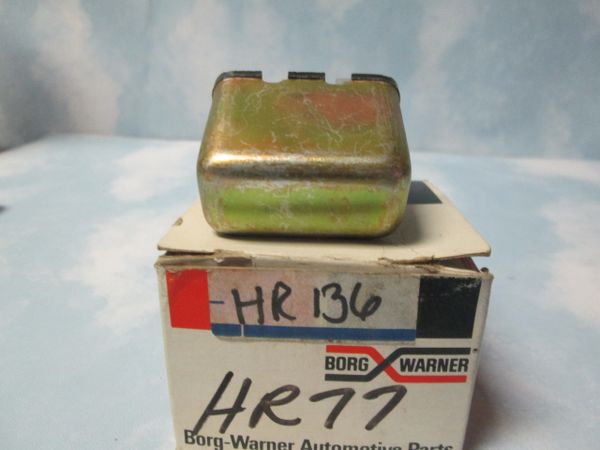 HR 136
BORG WARNER
HR77
Borg-Warner Automotive Parts